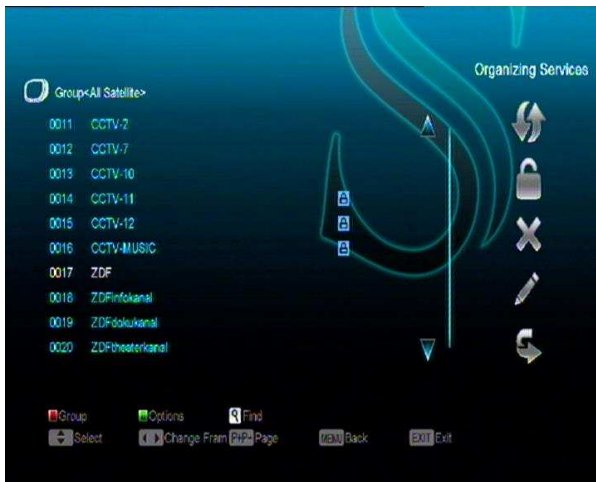 Organizing Services
Group<All Satellite>
0011 CCTV-2
0012 CCTV-7
0013 CCTV-10
0014 CCTV-11
0015 CCTV-12
0016 CCTV-MUSIC
0017 ZDF
0018 ZDFinfokanal
0019 ZDFdokukanal
0020 ZDFtheaterkanal
Group Options Find
Select Change Fram P+P+ Page MENU Back EXIT Exit